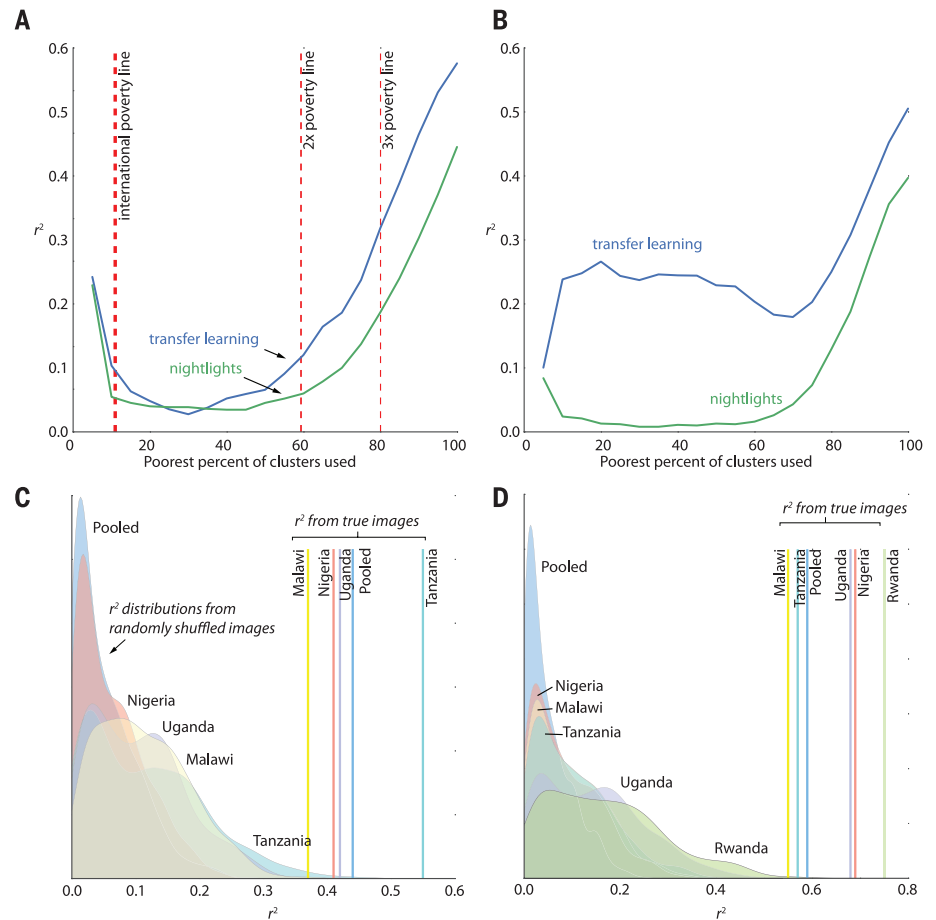 A
0.6
0.5
0.4
0.3
0.2
0.1
0.0
r²
international poverty line
2x poverty line
3x poverty line
transfer learning
nightlights
0 20 40 60 80 100
Poorest percent of clusters used
B
0.6
0.5
0.4
0.3
0.2
0.1
0.0
r²
transfer learning
nightlights
0 20 40 60 80 100
Poorest percent of clusters used
C
Pooled
r² from true images
Malawi
Nigeria
Uganda
Pooled
Tanzania
r² distributions from
randomly shuffled images
Nigeria
Uganda
Malawi
Tanzania
0.0 0.1 0.2 0.3 0.4 0.5 0.6
r²
D
r² from true images
Pooled
Malawi
Tanzania
Pooled
Uganda
Nigeria
Rwanda
Nigeria
Malawi
Tanzania
Uganda
Rwanda
0.0 0.2 0.4 0.6 0.8
r²